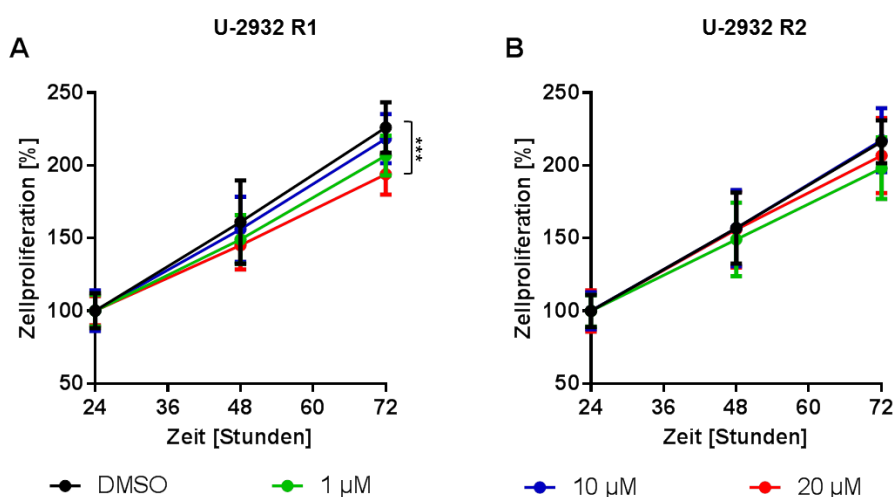 U-2932 R1
U-2932 R2
A
B
Zellproliferation [%]
250
200
150
100
50
24
36
48
60
72
Zeit [Stunden]
***
Zellproliferation [%]
250
200
150
100
50
24
36
48
60
72
Zeit [Stunden]
DMSO
1 µM
10 µM
20 µM